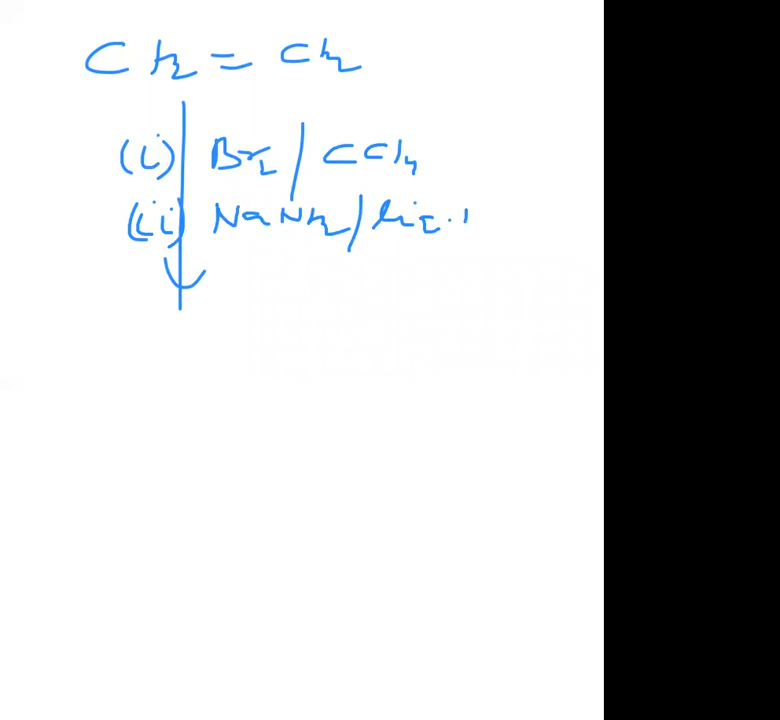 CH2 = CH2
(i) Br2 / CCl4
(ii) NaNH2 / liq.